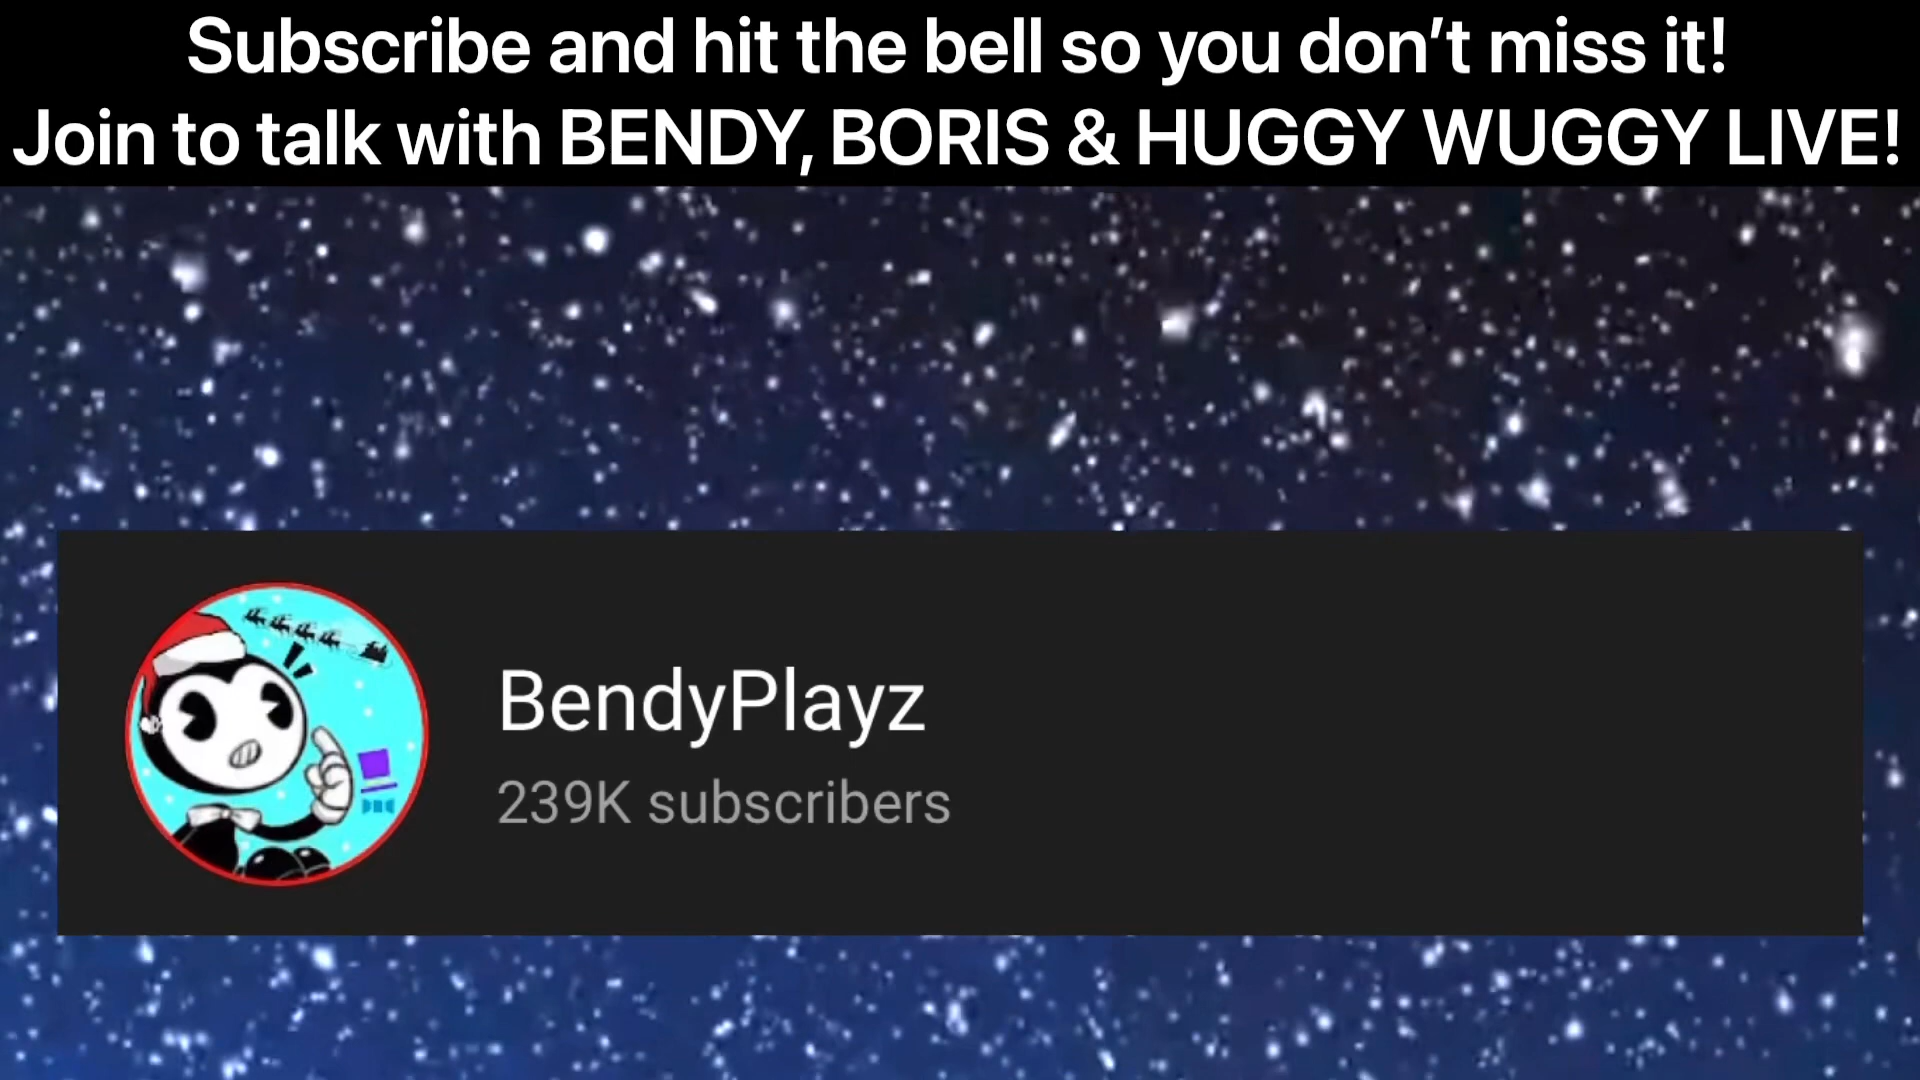 Subscribe and hit the bell so you don’t miss it!
Join to talk with BENDY, BORIS & HUGGY WUGGY LIVE!
BendyPlayz
239K subscribers